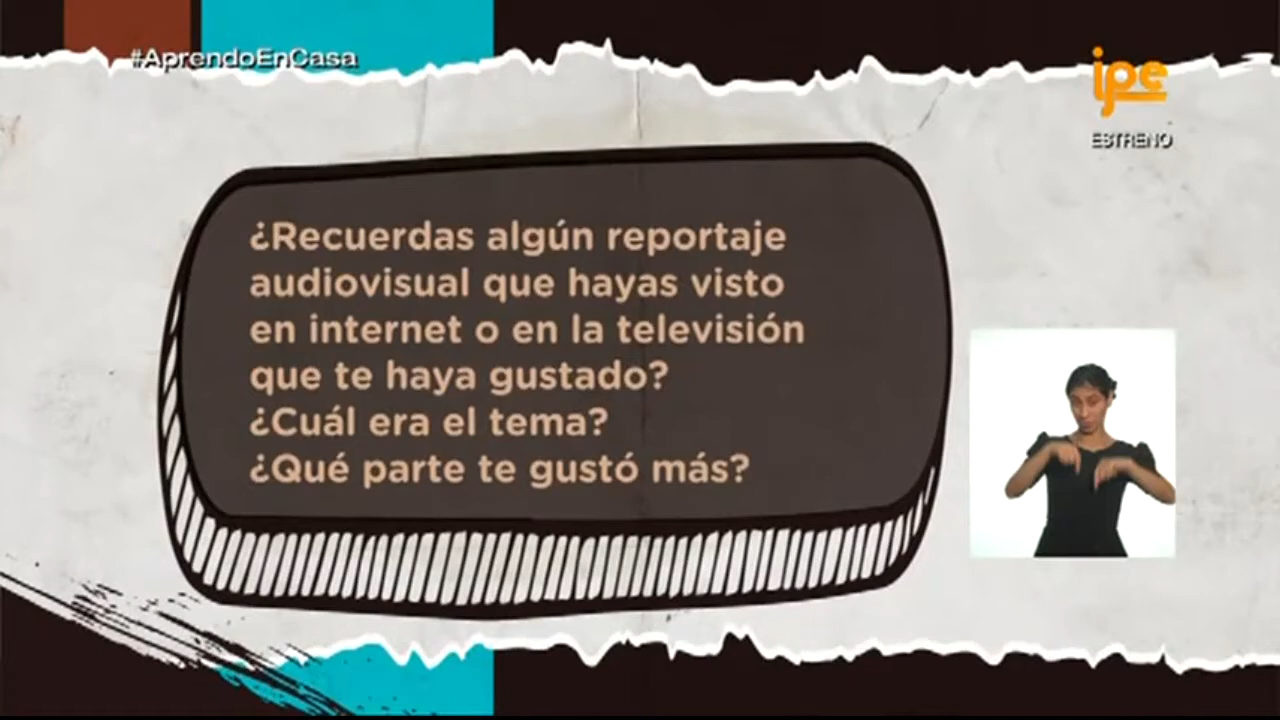 #AprendoEnCasa
ipe
ESTRENO
¿Recuerdas algún reportaje
audiovisual que hayas visto
en internet o en la televisión
que te haya gustado?
¿Cuál era el tema?
¿Qué parte te gustó más?